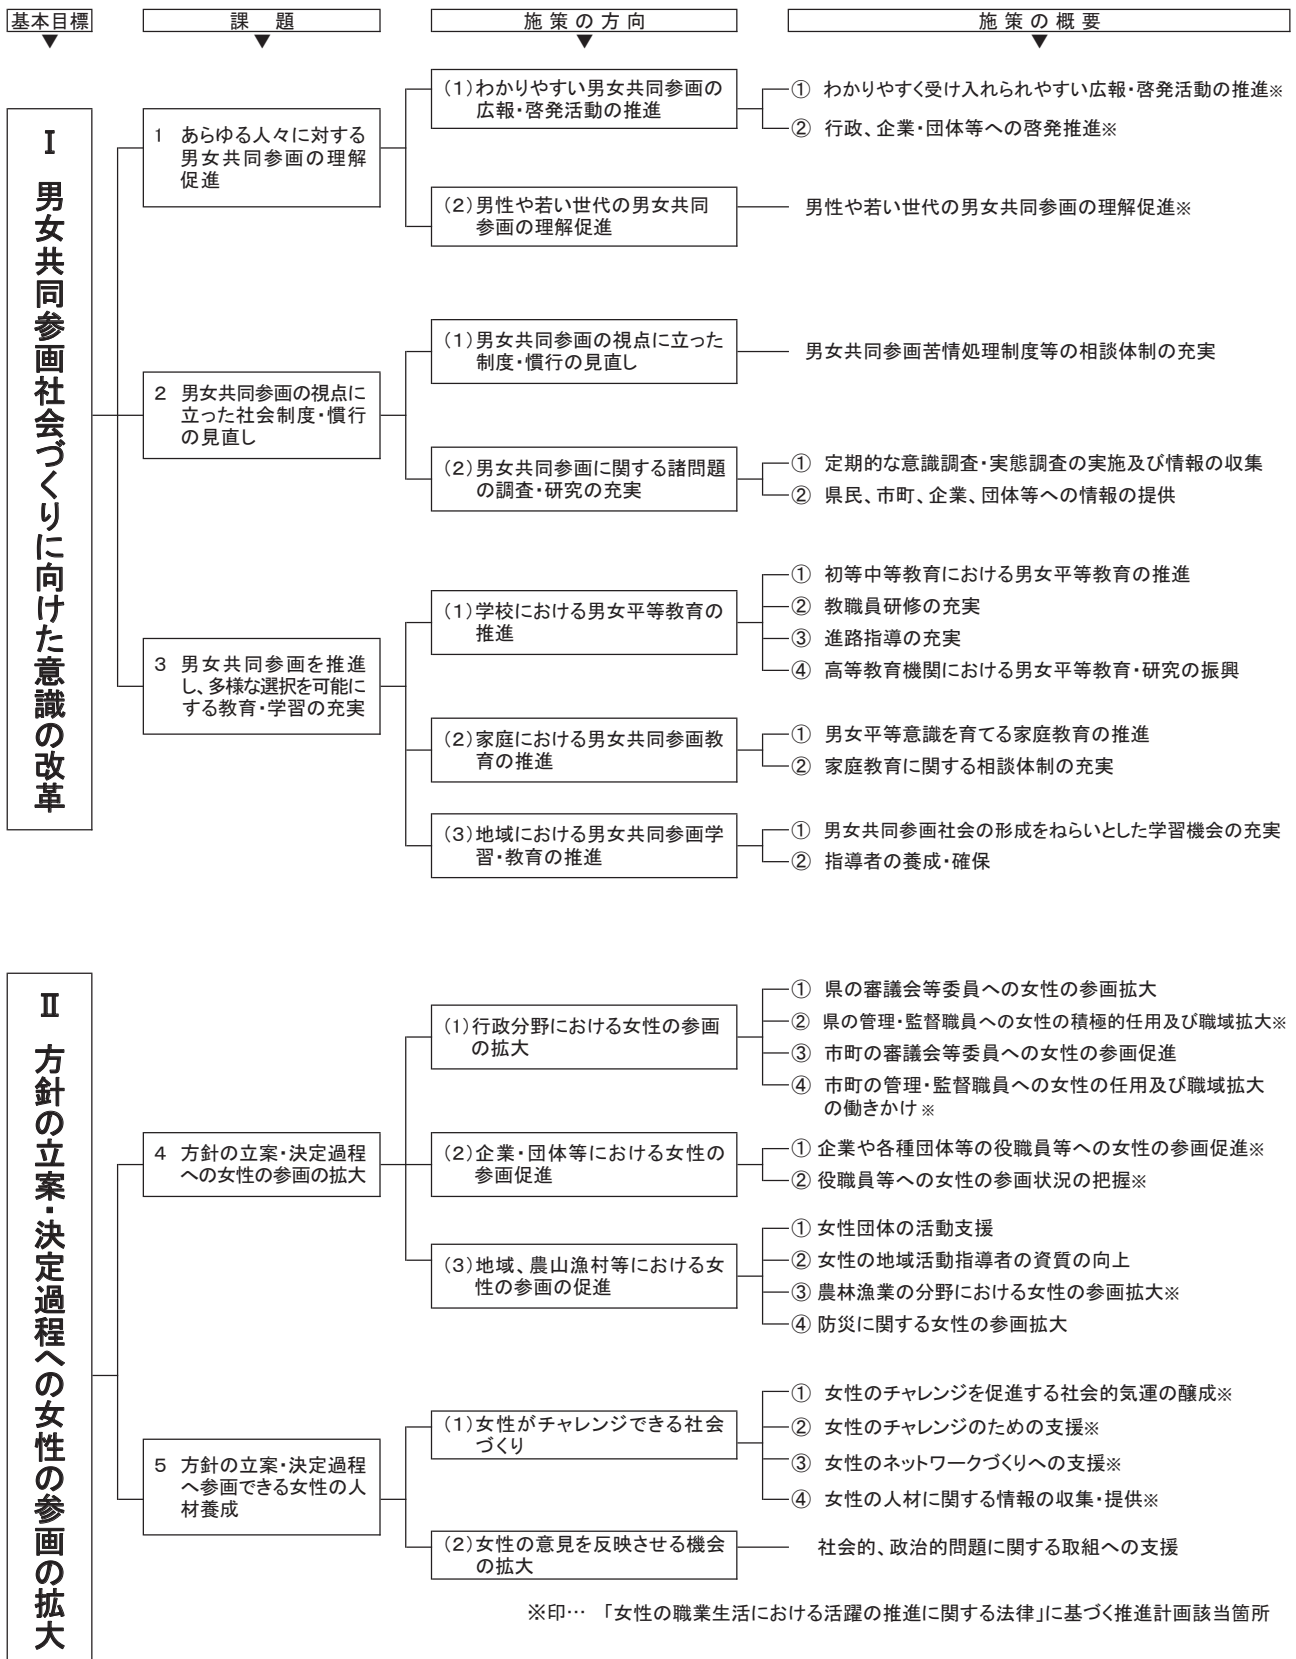 基本目標
課題
施策の方向
施策の概要
▼ ▼ ▼ ▼
Ⅰ 男女共同参画社会づくりに向けた意識の改革
1 あらゆる人々に対する
男女共同参画の理解
促進
(1)わかりやすい男女共同参画の
広報・啓発活動の推進
① わかりやすく受け入れられやすい広報・啓発活動の推進※
② 行政、企業・団体等への啓発推進※
(2)男性や若い世代の男女共同
参画の理解促進
男性や若い世代の男女共同参画の理解促進※
2 男女共同参画の視点に
立った社会制度・慣行
の見直し
(1)男女共同参画の視点に立った
制度・慣行の見直し
男女共同参画苦情処理制度等の相談体制の充実
(2)男女共同参画に関する諸問題
の調査・研究の充実
① 定期的な意識調査・実態調査の実施及び情報の収集
② 県民、市町、企業、団体等への情報の提供
3 男女共同参画を推進
し、多様な選択を可能に
する教育・学習の充実
(1)学校における男女平等教育の
推進
① 初等中等教育における男女平等教育の推進
② 教職員研修の充実
③ 進路指導の充実
④ 高等教育機関における男女平等教育・研究の振興
(2)家庭における男女共同参画教
育の推進
① 男女平等意識を育てる家庭教育の推進
② 家庭教育に関する相談体制の充実
(3)地域における男女共同参画学
習・教育の推進
① 男女共同参画社会の形成をねらいとした学習機会の充実
② 指導者の養成・確保
Ⅱ 方針の立案・決定過程への女性の参画の拡大
4 方針の立案・決定過程
への女性の参画の拡大
(1)行政分野における女性の参画
の拡大
① 県の審議会等委員への女性の参画拡大
② 県の管理・監督職員への女性の積極的任用及び職域拡大※
③ 市町の審議会等委員への女性の参画促進
④ 市町の管理・監督職員への女性の任用及び職域拡大
の働きかけ※
(2)企業・団体等における女性の
参画促進
① 企業や各種団体等の役職員等への女性の参画促進※
② 役職員等への女性の参画状況の把握※
(3)地域、農山漁村等における女
性の参画の促進
① 女性団体の活動支援
② 女性の地域活動指導者の資質の向上
③ 農林漁業の分野における女性の参画拡大※
④ 防災に関する女性の参画拡大
5 方針の立案・決定過程
へ参画できる女性の人
材養成
(1)女性がチャレンジできる社会
づくり
① 女性のチャレンジを促進する社会的気運の醸成※
② 女性のチャレンジのための支援※
③ 女性のネットワークづくりへの支援※
④ 女性の人材に関する情報の収集・提供※
(2)女性の意見を反映させる機会
の拡大
社会的、政治的問題に関する取組への支援
※印… 「女性の職業生活における活躍の推進に関する法律」に基づく推進計画該当箇所